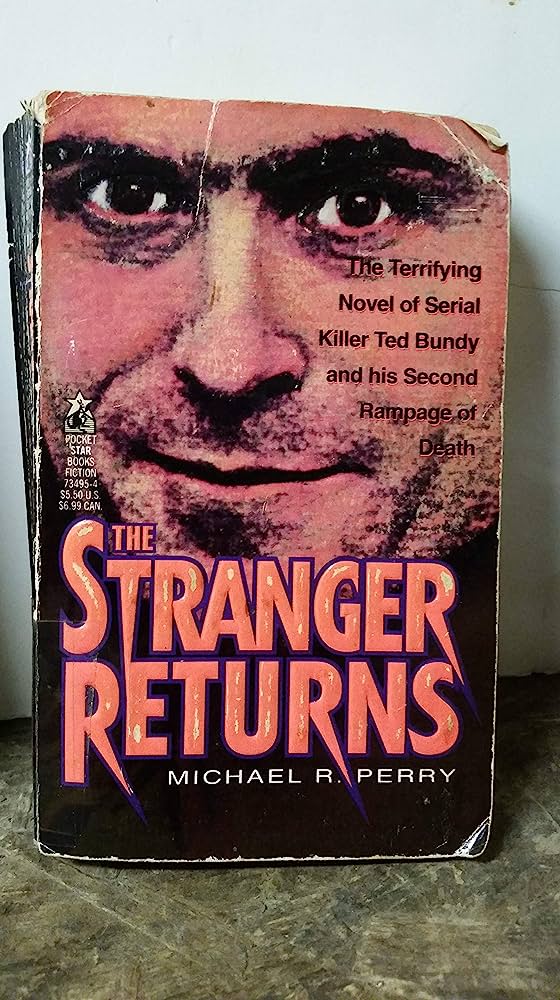 The Terrifying
Novel of Serial
Killer Ted Bundy
and his Second
Rampage of
Death
POCKET
STAR
BOOKS
FICTION
73495-4
$5.50 U.S.
$6.99 CAN.
THE
STRANGER
RETURNS
MICHAEL R. PERRY